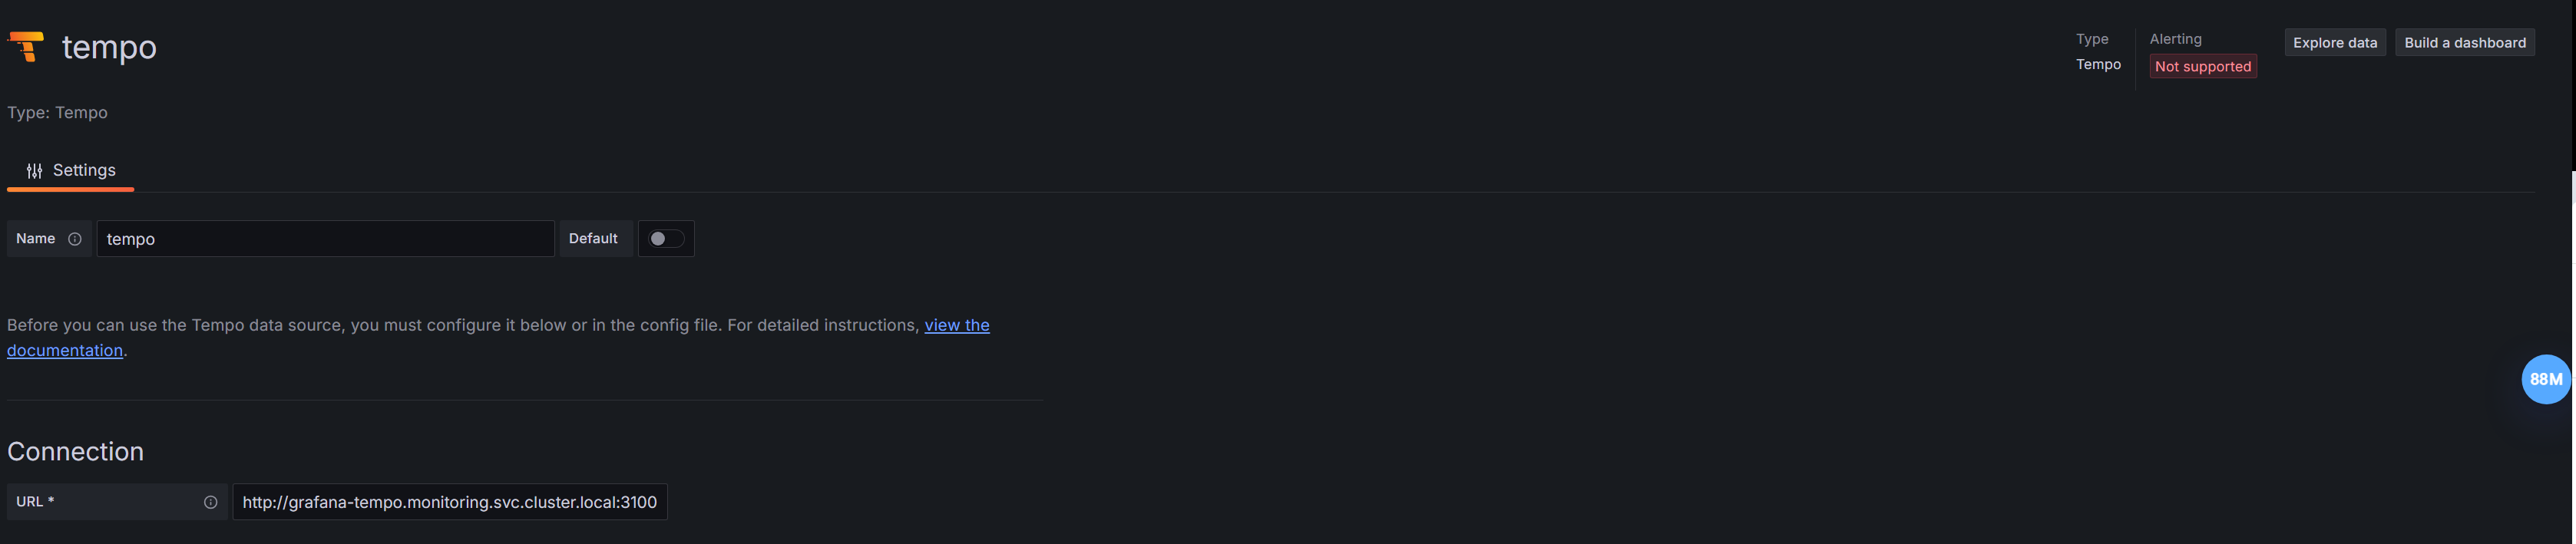 tempo
Type
Tempo
Alerting
Not supported
Explore data
Build a dashboard
Type: Tempo
Settings
Name
tempo
Default
Before you can use the Tempo data source, you must configure it below or in the config file. For detailed instructions, view the
documentation.
88M
Connection
URL *
http://grafana-tempo.monitoring.svc.cluster.local:3100